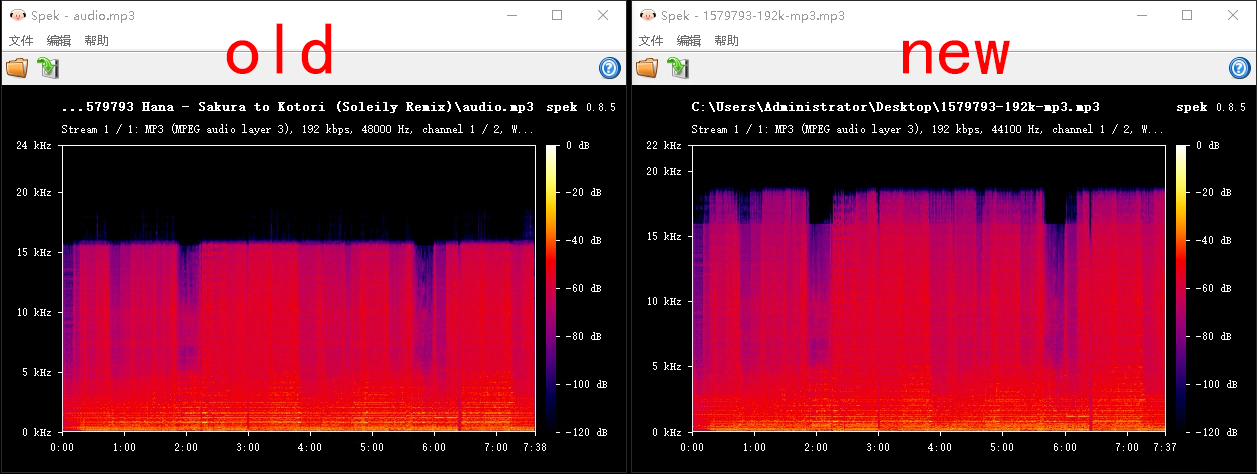 Spek - audio.mp3
文件 编辑 帮助
old
...579793 Hana - Sakura to Kotori (Soleily Remix)\audio.mp3 spek 0.8.5
Stream 1 / 1: MP3 (MPEG audio layer 3), 192 kbps, 48000 Hz, channel 1 / 2, W...
24 kHz
20 kHz
15 kHz
10 kHz
5 kHz
0 kHz
0:00 1:00 2:00 3:00 4:00 5:00 6:00 7:00 7:38
0 dB
-20 dB
-40 dB
-60 dB
-80 dB
-100 dB
-120 dB
Spek - 1579793-192k-mp3.mp3
文件 编辑 帮助
new
C:\Users\Administrator\Desktop\1579793-192k-mp3.mp3 spek 0.8.5
Stream 1 / 1: MP3 (MPEG audio layer 3), 192 kbps, 44100 Hz, channel 1 / 2, W...
22 kHz
20 kHz
15 kHz
10 kHz
5 kHz
0 kHz
0:00 1:00 2:00 3:00 4:00 5:00 6:00 7:00 7:37
0 dB
-20 dB
-40 dB
-60 dB
-80 dB
-100 dB
-120 dB